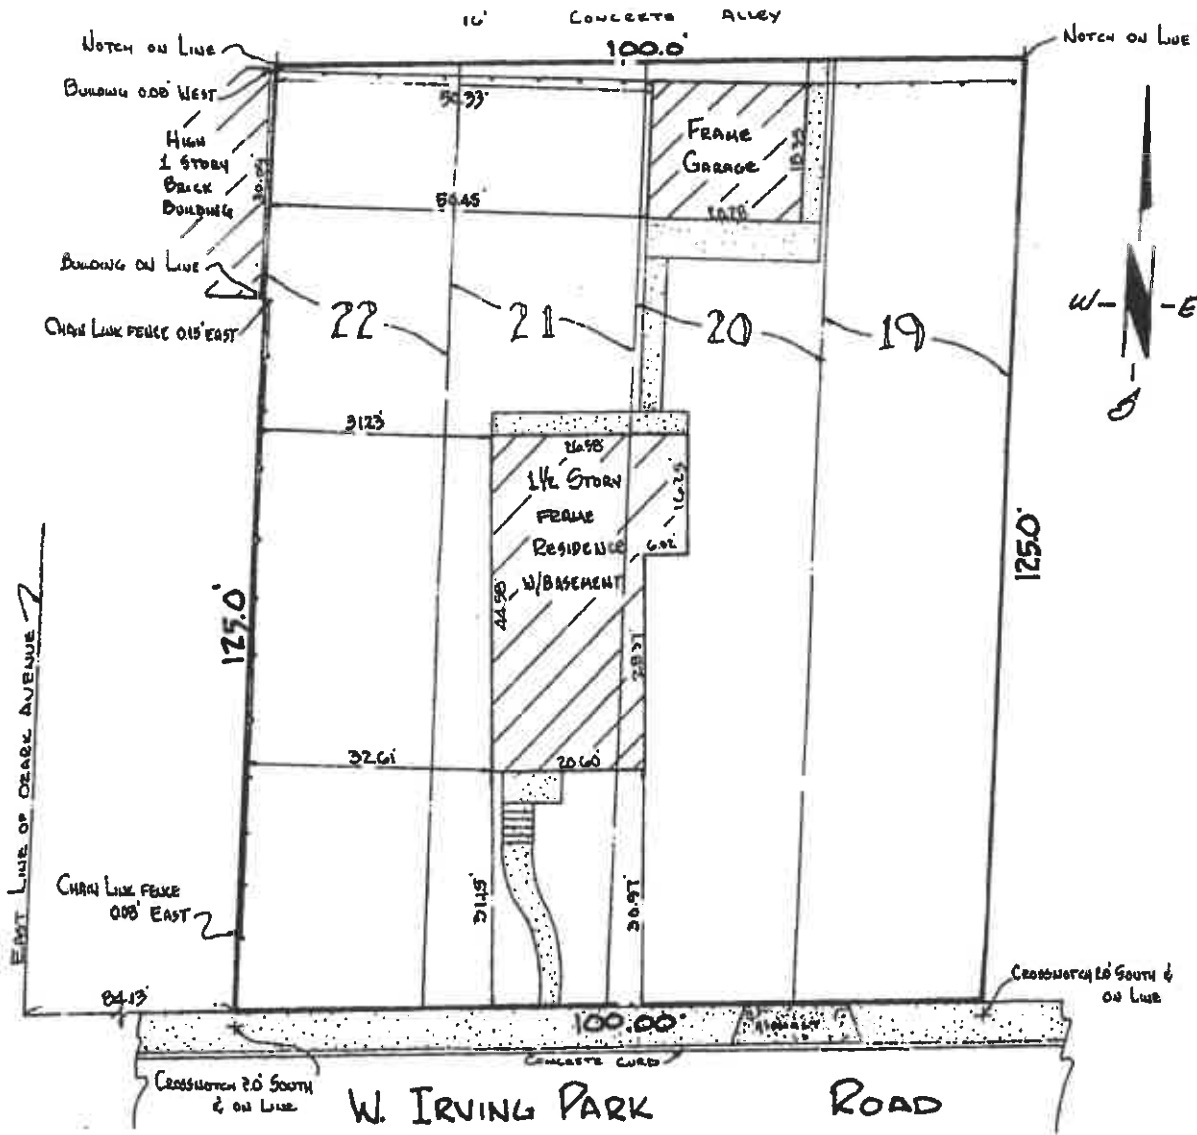 16' CONCRETE ALLEY
NOTCH ON LINE
100.0'
NOTCH ON LINE
BUILDING 0.08' WEST
50.33'
HIGH
1 STORY
BRICK
BUILDING
FRAME
GARAGE
50.45'
BUILDING ON LINE
CHAIN LINK FENCE 0.15' EAST
22
21
20
19
W
E
S
31.23'
26.58'
1 1/2 STORY
FRAME
RESIDENCE
W/BASEMENT
16.25
6.02'
44.58'
28.37'
125.0'
125.0'
EAST LINE OF OZARK AVENUE
32.61'
20.60'
31.15'
30.97'
CHAIN LINK FENCE
0.08' EAST
84.13'
CROSSNOTCH 2.0' SOUTH &
ON LINE
100.00'
CONCRETE CURB
CROSSNOTCH 2.0' SOUTH
& ON LINE
W. IRVING PARK ROAD